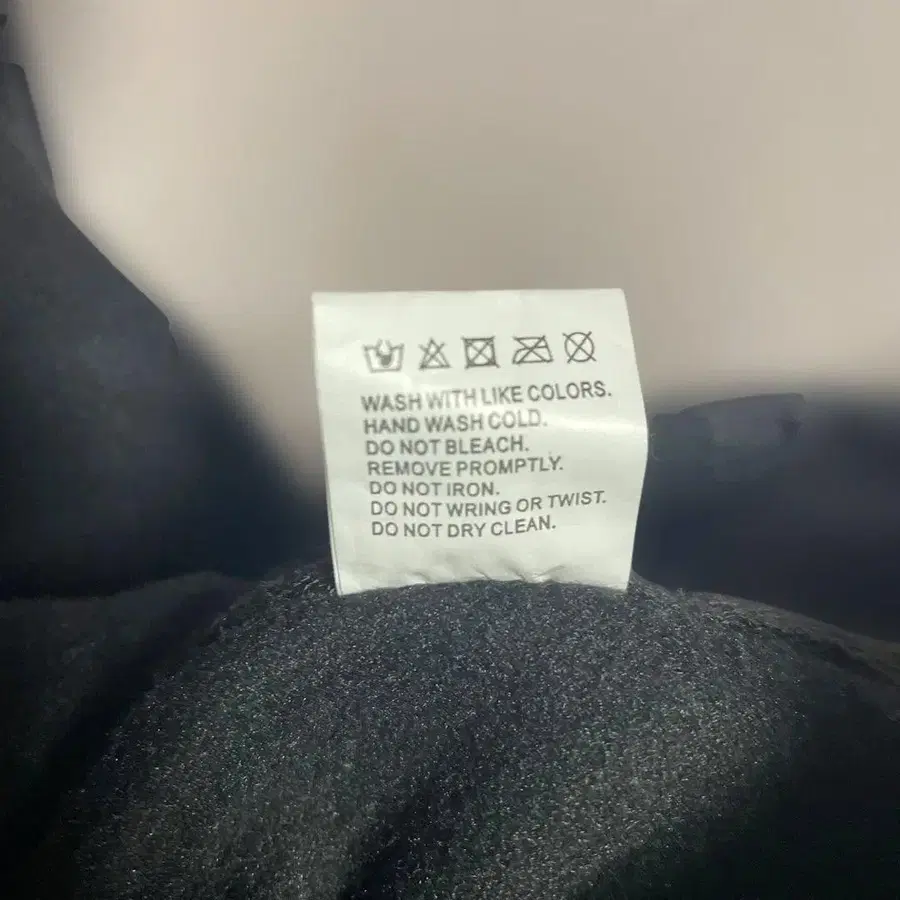 WASH WITH LIKE COLORS.
HAND WASH COLD.
DO NOT BLEACH.
REMOVE PROMPTLY.
DO NOT IRON.
DO NOT WRING OR TWIST.
DO NOT DRY CLEAN.